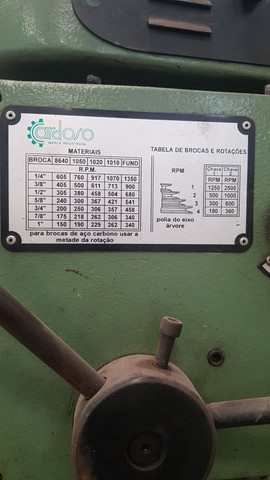 Cardoso
MÁQUINAS INDUSTRIAIS
MATERIAIS
BROCA 8640 1050 1020 1010 FUND
R.P.M.
1/4" 605 760 917 1070 1350
3/8" 405 500 611 713 900
1/2" 305 380 458 504 680
5/8" 240 300 367 421 541
3/4" 200 250 306 357 458
7/8" 175 218 262 306 340
1" 150 190 229 262 340
para brocas de aço carbono usar a
metade da rotação
TABELA DE BROCAS E ROTAÇÕES
RPM
1
2
3
4
polia do eixo
árvore
Chave Chave
1 2
RPM RPM
1250 2500
500 1000
300 600
180 360